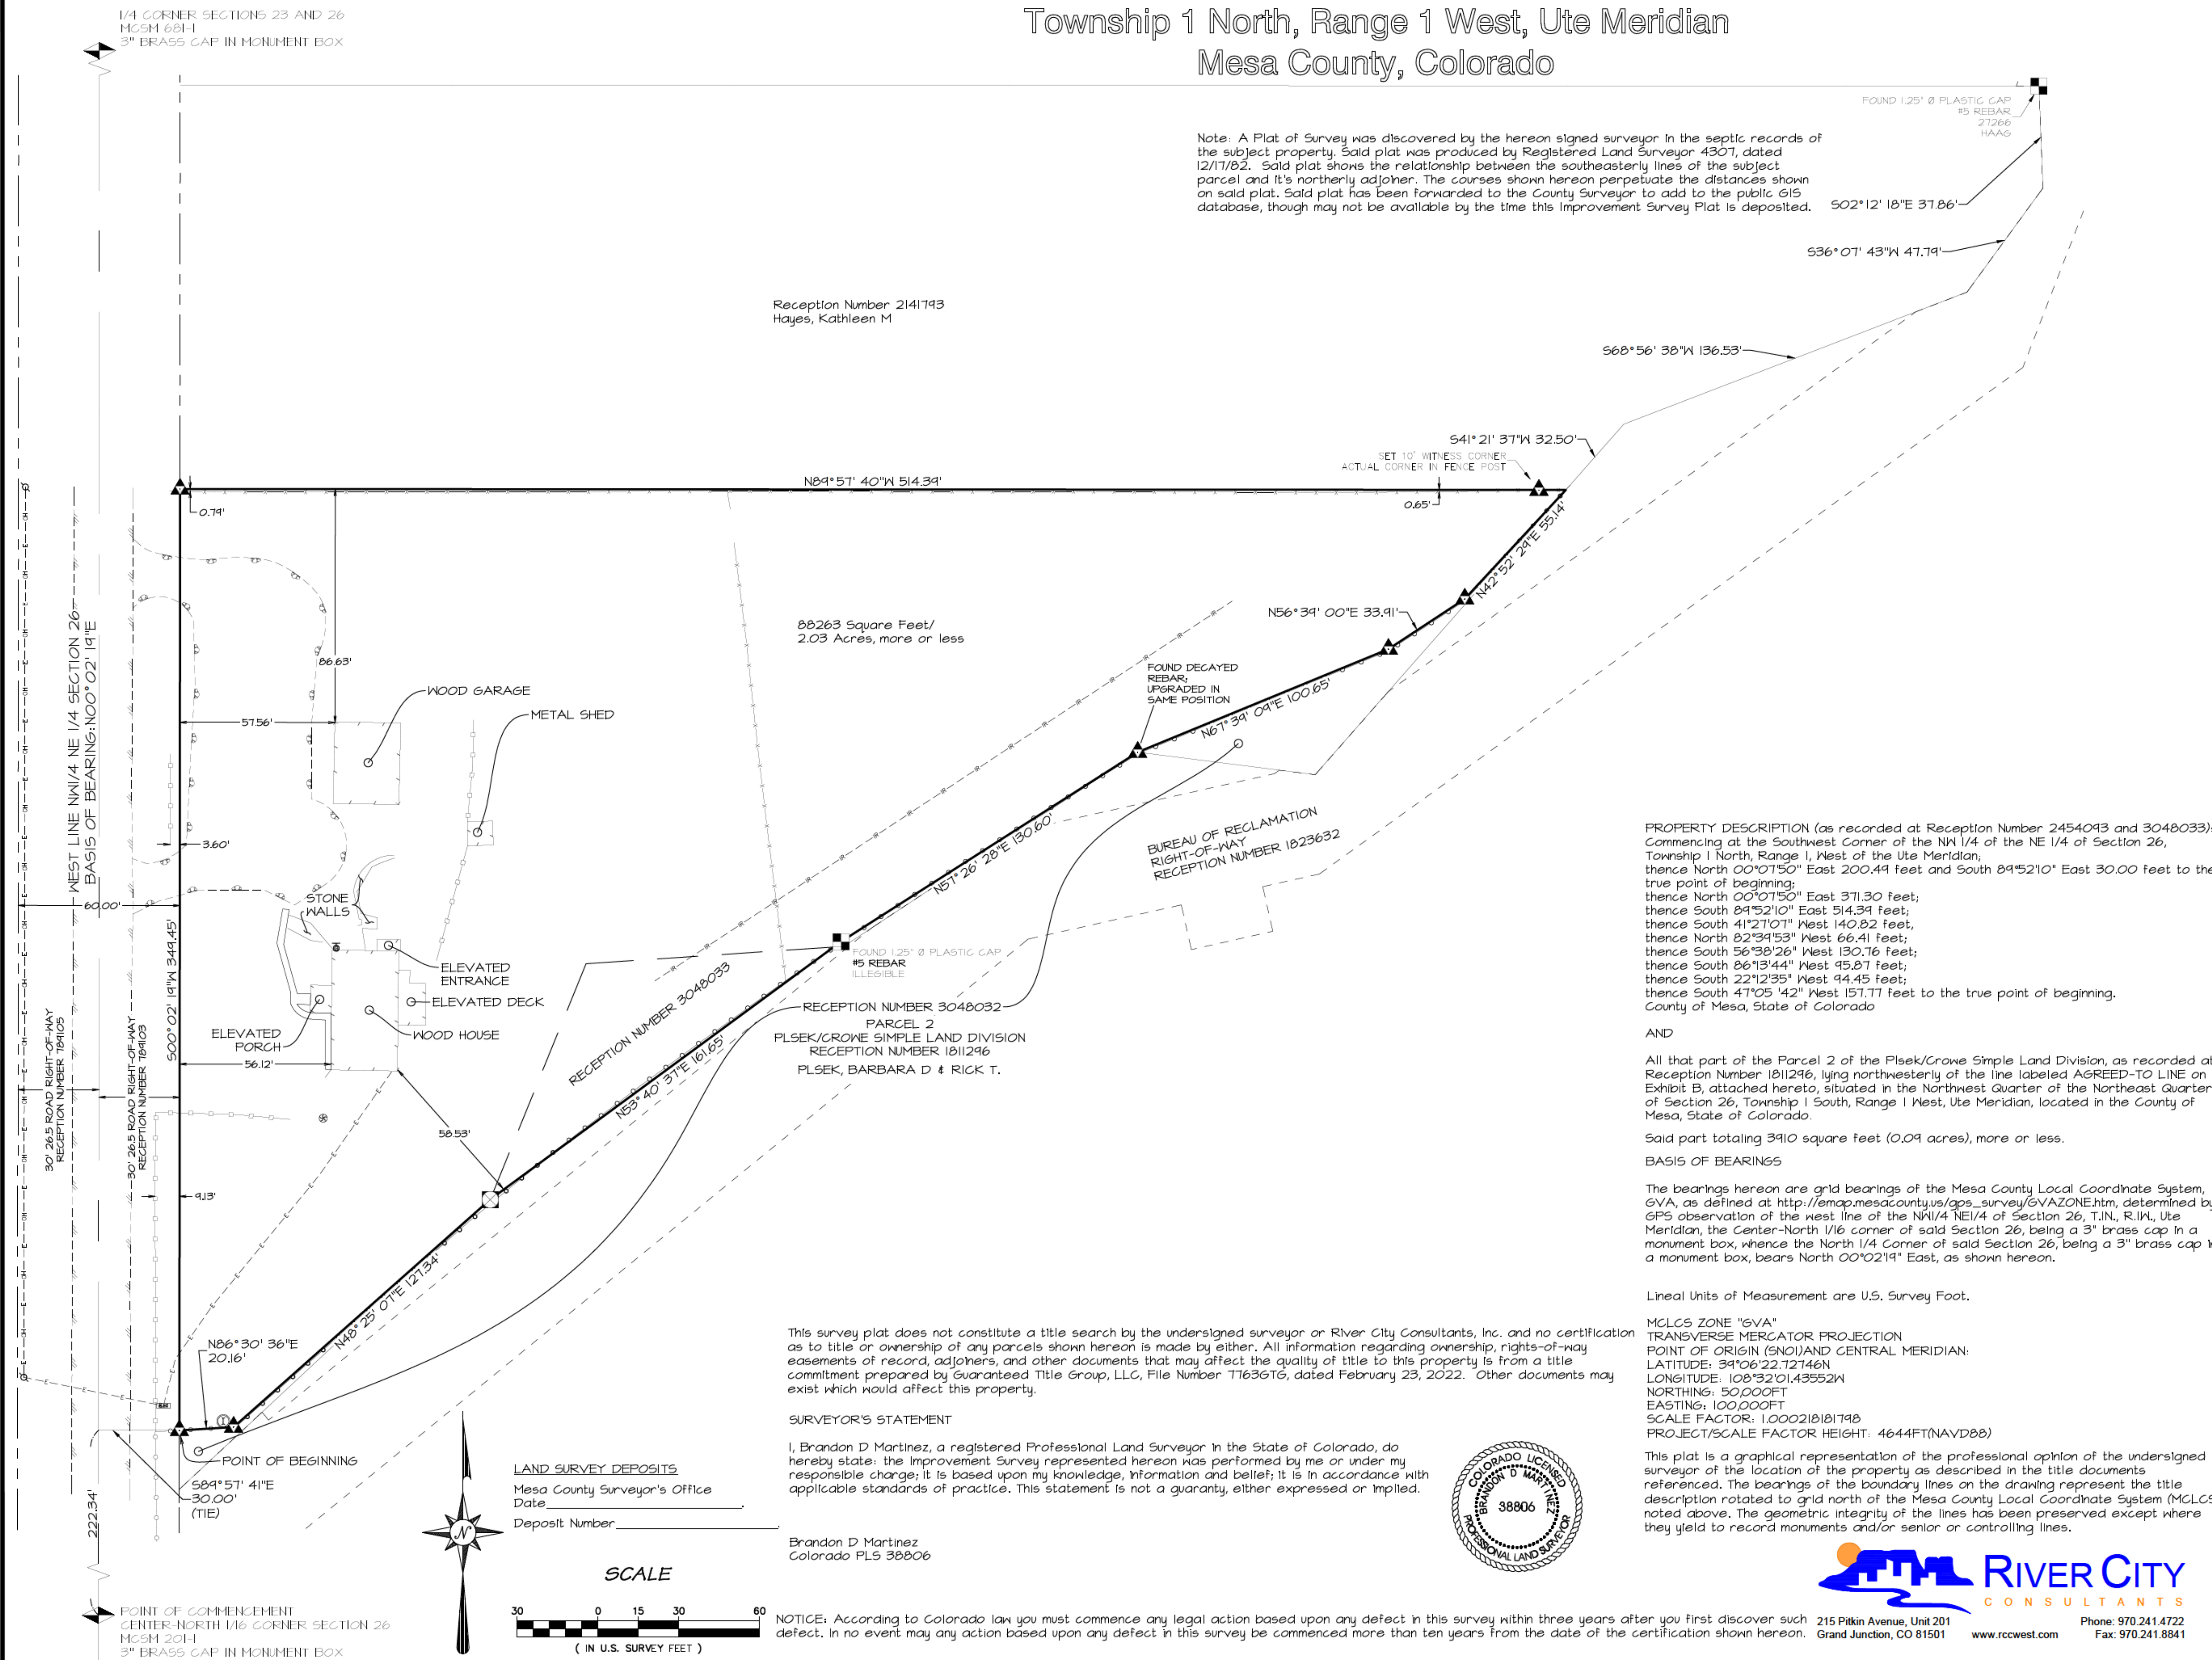 1/4 CORNER SECTIONS 23 AND 26
MCSM 681-1
3" BRASS CAP IN MONUMENT BOX
Township 1 North, Range 1 West, Ute Meridian
Mesa County, Colorado
FOUND 1.25" Ø PLASTIC CAP
#5 REBAR
27266
HAAG
Note: A Plat of Survey was discovered by the hereon signed surveyor in the septic records of
the subject property. Said plat was produced by Registered Land Surveyor 4307, dated
12/17/82. Said plat shows the relationship between the southeasterly lines of the subject
parcel and it's northerly adjoiner. The courses shown hereon perpetuate the distances shown
on said plat. Said plat has been forwarded to the County Surveyor to add to the public GIS
database, though may not be available by the time this Improvement Survey Plat is deposited.
S02°12' 18"E 37.86'
S36°07' 43"W 47.79'
Reception Number 2141793
Hayes, Kathleen M
S68°56' 38"W 136.53'
S41°21' 37"W 32.50'
SET 10' WITNESS CORNER
ACTUAL CORNER IN FENCE POST
N89°57' 40"W 514.39'
0.79'
0.65'
N42°52' 29"E 55.14'
N56°39' 00"E 33.91'
88263 Square Feet/
2.03 Acres, more or less
86.63'
WEST LINE NW1/4 NE 1/4 SECTION 26
BASIS OF BEARING:N00°02' 19"E
FOUND DECAYED
REBAR;
UPGRADED IN
SAME POSITION
N67°39' 09"E 100.65'
WOOD GARAGE
METAL SHED
57.56'
N57°26' 28"E 130.60'
BUREAU OF RECLAMATION
RIGHT-OF-WAY
RECEPTION NUMBER 1823632
3.60'
STONE
WALLS
60.00'
S00°02' 19"W 349.45'
FOUND 1.25" Ø PLASTIC CAP
#5 REBAR
ILLEGIBLE
ELEVATED
ENTRANCE
ELEVATED DECK
WOOD HOUSE
ELEVATED
PORCH
56.12'
RECEPTION NUMBER 3048033
N53°40' 37"E 161.65'
RECEPTION NUMBER 3048032
PARCEL 2
PLSEK/CROWE SIMPLE LAND DIVISION
RECEPTION NUMBER 1811296
PLSEK, BARBARA D & RICK T.
30' 26.5 ROAD RIGHT-OF-WAY
RECEPTION NUMBER 789105
30' 26.5 ROAD RIGHT-OF-WAY
RECEPTION NUMBER 789103
58.53'
9.13'
N48°25' 07"E 127.34'
N86°30' 36"E
20.16'
POINT OF BEGINNING
S89°57' 41"E
30.00'
(TIE)
222.34'
POINT OF COMMENCEMENT
CENTER-NORTH 1/16 CORNER SECTION 26
MCSM 201-1
3" BRASS CAP IN MONUMENT BOX
N
LAND SURVEY DEPOSITS
Mesa County Surveyor's Office
Date
Deposit Number
SCALE
30 0 15 30 60
( IN U.S. SURVEY FEET )
This survey plat does not constitute a title search by the undersigned surveyor or River City Consultants, Inc. and no certification
as to title or ownership of any parcels shown hereon is made by either. All information regarding ownership, rights-of-way
easements of record, adjoiners, and other documents that may affect the quality of title to this property is from a title
commitment prepared by Guaranteed Title Group, LLC, File Number 7763GTG, dated February 23, 2022. Other documents may
exist which would affect this property.
SURVEYOR'S STATEMENT
I, Brandon D Martinez, a registered Professional Land Surveyor in the State of Colorado, do
hereby state: the Improvement Survey represented hereon was performed by me or under my
responsible charge; it is based upon my knowledge, information and belief; it is in accordance with
applicable standards of practice. This statement is not a guaranty, either expressed or implied.
Brandon D Martinez
Colorado PLS 38806
COLORADO LICENSED
BRANDON D MARTINEZ
38806
PROFESSIONAL LAND SURVEYOR
NOTICE: According to Colorado law you must commence any legal action based upon any defect in this survey within three years after you first discover such
defect. In no event may any action based upon any defect in this survey be commenced more than ten years from the date of the certification shown hereon.
PROPERTY DESCRIPTION (as recorded at Reception Number 2454093 and 3048033):
Commencing at the Southwest Corner of the NW 1/4 of the NE 1/4 of Section 26,
Township 1 North, Range 1, West of the Ute Meridian;
thence North 00°07'50" East 200.49 feet and South 89°52'10" East 30.00 feet to the
true point of beginning;
thence North 00°07'50" East 371.30 feet;
thence South 89°52'10" East 514.39 feet;
thence South 41°27'07" West 140.82 feet,
thence North 82°39'53" West 66.41 feet;
thence South 56°38'26" West 130.76 feet;
thence South 86°13'44" West 95.87 feet;
thence South 22°12'35" West 94.45 feet;
thence South 47°05 '42" West 157.77 feet to the true point of beginning.
County of Mesa, State of Colorado
AND
All that part of the Parcel 2 of the Plsek/Crowe Simple Land Division, as recorded at
Reception Number 1811296, lying northwesterly of the line labeled AGREED-TO LINE on
Exhibit B, attached hereto, situated in the Northwest Quarter of the Northeast Quarter
of Section 26, Township 1 South, Range 1 West, Ute Meridian, located in the County of
Mesa, State of Colorado.
Said part totaling 3910 square feet (0.09 acres), more or less.
BASIS OF BEARINGS
The bearings hereon are grid bearings of the Mesa County Local Coordinate System,
GVA, as defined at http://emap.mesacounty.us/gps_survey/GVAZONE.htm, determined by
GPS observation of the west line of the NW1/4 NE1/4 of Section 26, T.1N., R.1W., Ute
Meridian, the Center-North 1/16 corner of said Section 26, being a 3" brass cap in a
monument box, whence the North 1/4 Corner of said Section 26, being a 3" brass cap in
a monument box, bears North 00°02'19" East, as shown hereon.
Lineal Units of Measurement are U.S. Survey Foot.
MCLCS ZONE "GVA"
TRANSVERSE MERCATOR PROJECTION
POINT OF ORIGIN (SN01)AND CENTRAL MERIDIAN:
LATITUDE: 39°06'22.72746N
LONGITUDE: 108°32'01.43552W
NORTHING: 50,000FT
EASTING: 100,000FT
SCALE FACTOR: 1.000218181798
PROJECT/SCALE FACTOR HEIGHT: 4644FT(NAVD88)
This plat is a graphical representation of the professional opinion of the undersigned
surveyor of the location of the property as described in the title documents
referenced. The bearings of the boundary lines on the drawing represent the title
description rotated to grid north of the Mesa County Local Coordinate System (MCLCS
noted above. The geometric integrity of the lines has been preserved except where
they yield to record monuments and/or senior or controlling lines.
RIVER CITY
CONSULTANTS
215 Pitkin Avenue, Unit 201
Grand Junction, CO 81501
www.rccwest.com
Phone: 970.241.4722
Fax: 970.241.8841